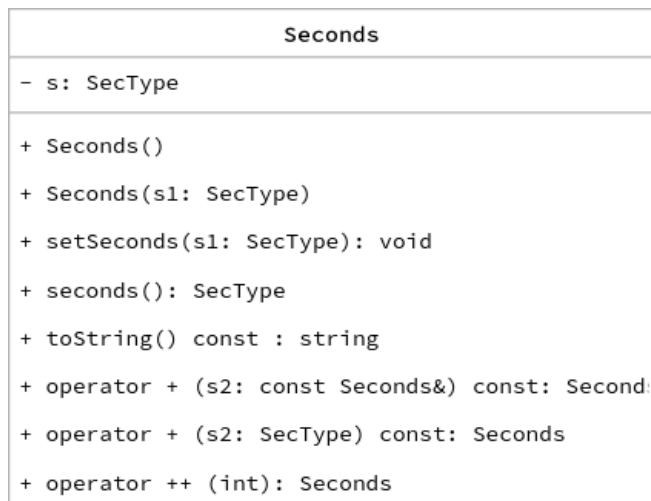 Seconds
- s: SecType
+ Seconds()
+ Seconds(s1: SecType)
+ setSeconds(s1: SecType): void
+ seconds(): SecType
+ toString() const : string
+ operator + (s2: const Seconds&) const: Seconds
+ operator + (s2: SecType) const: Seconds
+ operator ++ (int): Seconds